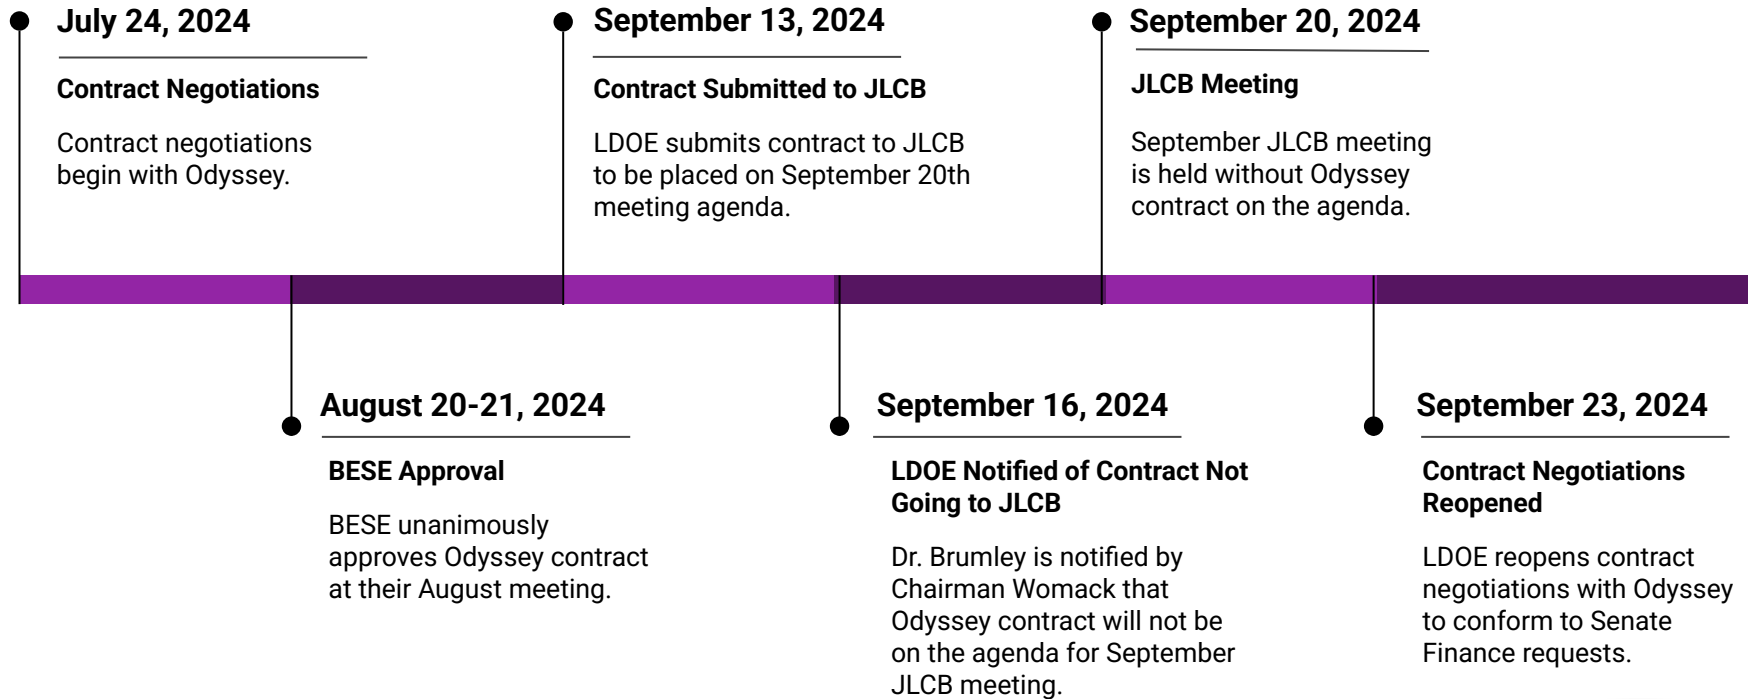 July 24, 2024
Contract Negotiations
Contract negotiations
begin with Odyssey.
September 13, 2024
Contract Submitted to JLCB
LDOE submits contract to JLCB
to be placed on September 20th
meeting agenda.
September 20, 2024
JLCB Meeting
September JLCB meeting
is held without Odyssey
contract on the agenda.
August 20-21, 2024
BESE Approval
BESE unanimously
approves Odyssey contract
at their August meeting.
September 16, 2024
LDOE Notified of Contract Not
Going to JLCB
Dr. Brumley is notified by
Chairman Womack that
Odyssey contract will not be
on the agenda for September
JLCB meeting.
September 23, 2024
Contract Negotiations
Reopened
LDOE reopens contract
negotiations with Odyssey
to conform to Senate
Finance requests.